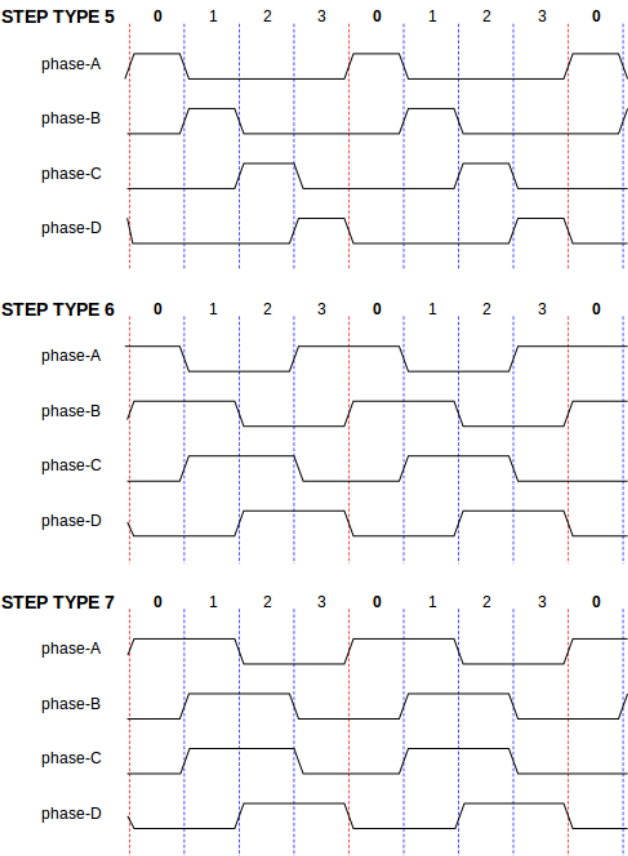 STEP TYPE 5 0 1 2 3 0 1 2 3 0
phase-A
phase-B
phase-C
phase-D
STEP TYPE 6 0 1 2 3 0 1 2 3 0
phase-A
phase-B
phase-C
phase-D
STEP TYPE 7 0 1 2 3 0 1 2 3 0
phase-A
phase-B
phase-C
phase-D